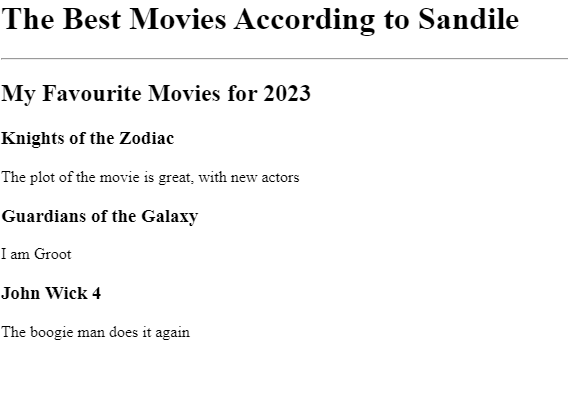 The Best Movies According to Sandile
My Favourite Movies for 2023
Knights of the Zodiac
The plot of the movie is great, with new actors
Guardians of the Galaxy
I am Groot
John Wick 4
The boogie man does it again